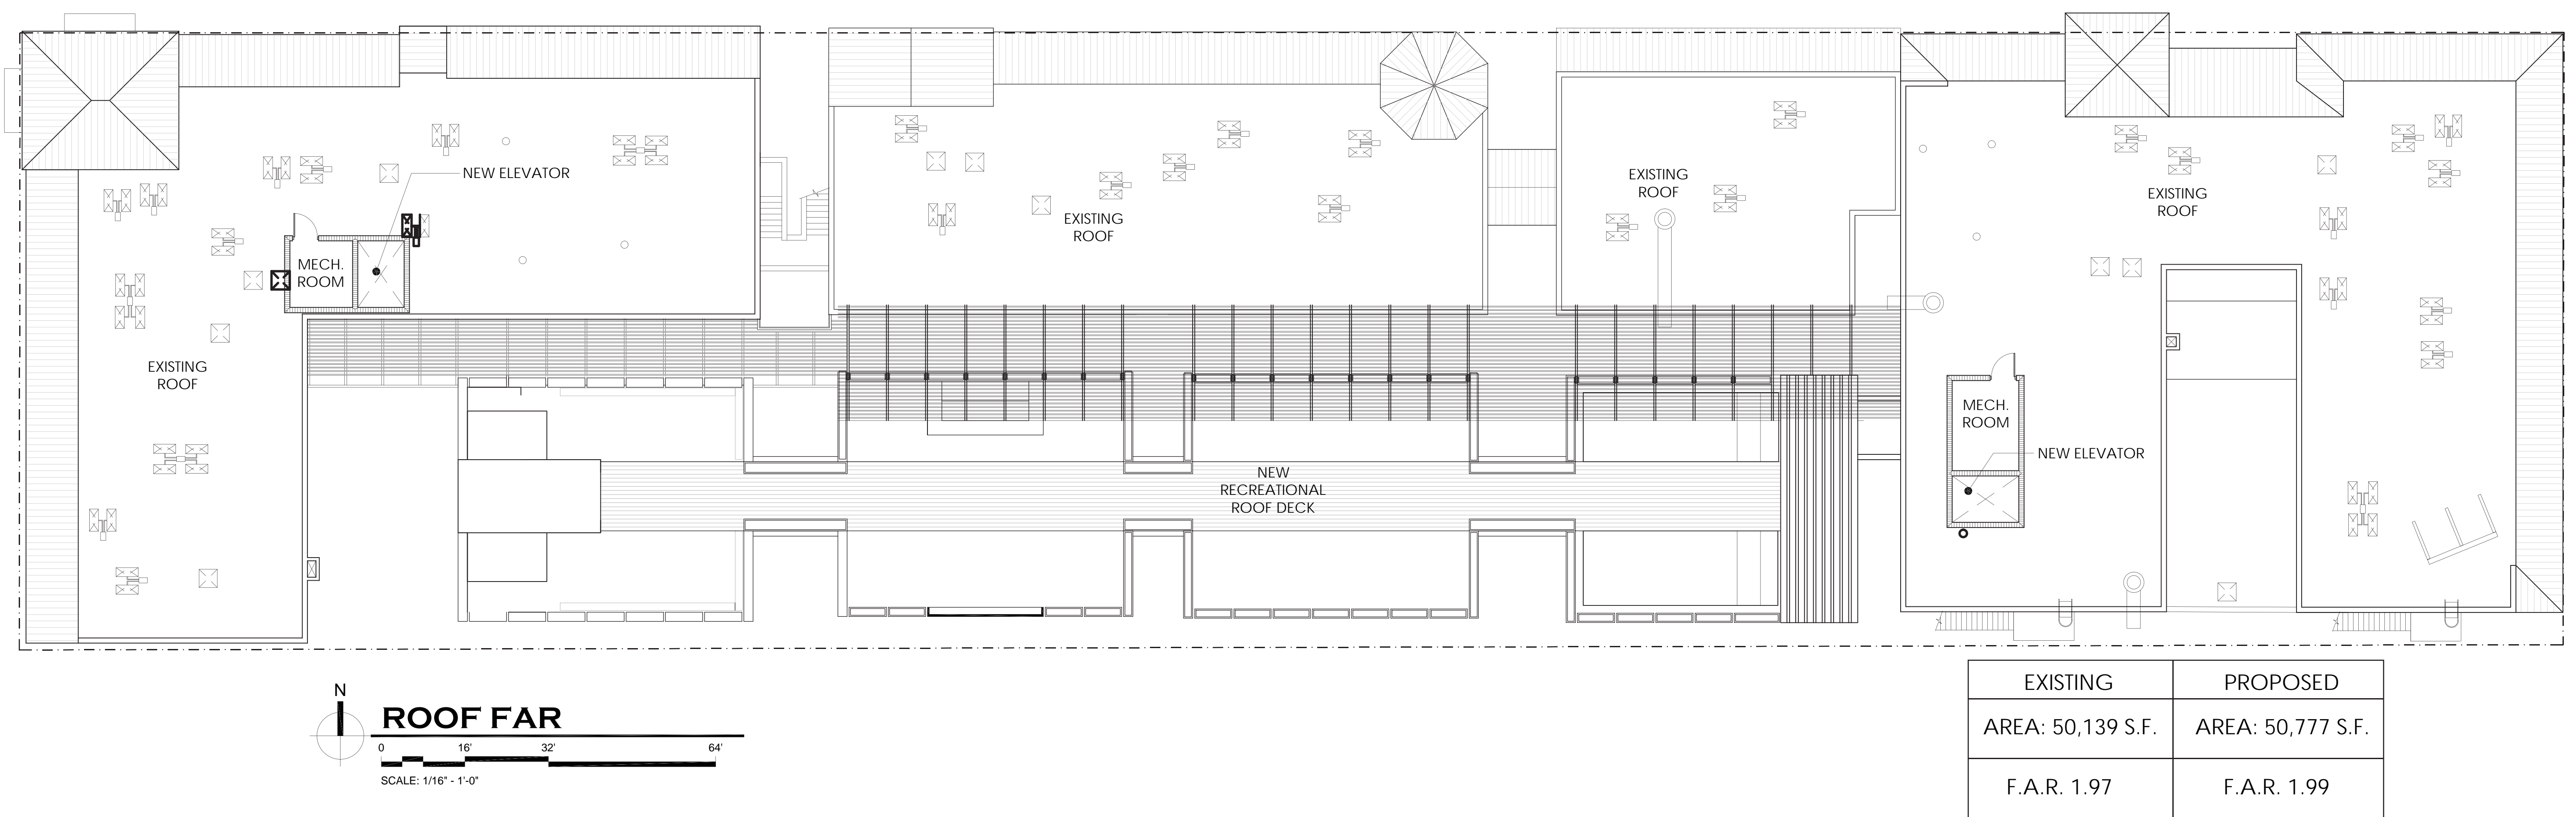 NEW ELEVATOR
EXISTING
ROOF
EXISTING
ROOF
EXISTING
ROOF
MECH.
ROOM
EXISTING
ROOF
MECH.
ROOM
NEW ELEVATOR
NEW
RECREATIONAL
ROOF DECK
N
ROOF FAR
0 16' 32' 64'
SCALE: 1/16" - 1'-0"
EXISTING PROPOSED
AREA: 50,139 S.F. AREA: 50,777 S.F.
F.A.R. 1.97 F.A.R. 1.99